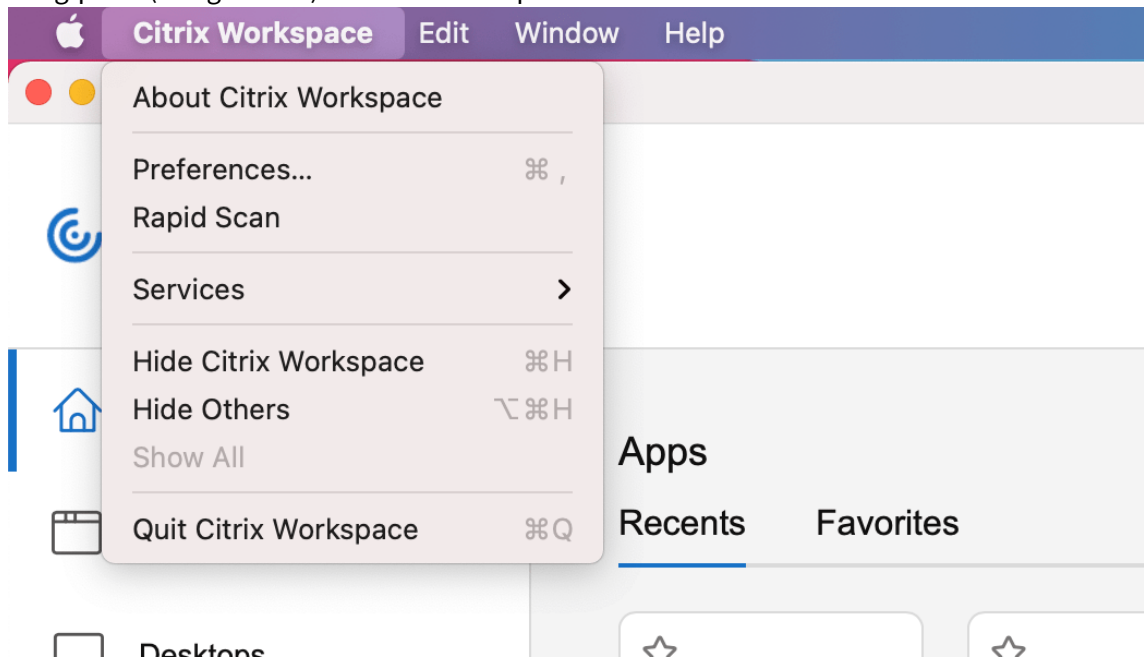 Citrix Workspace Edit Window Help
About Citrix Workspace
Preferences... ⌘ ,
Rapid Scan
Services
Hide Citrix Workspace ⌘H
Hide Others ⌥⌘H
Show All
Quit Citrix Workspace ⌘Q
Apps
Recents Favorites
Desktops